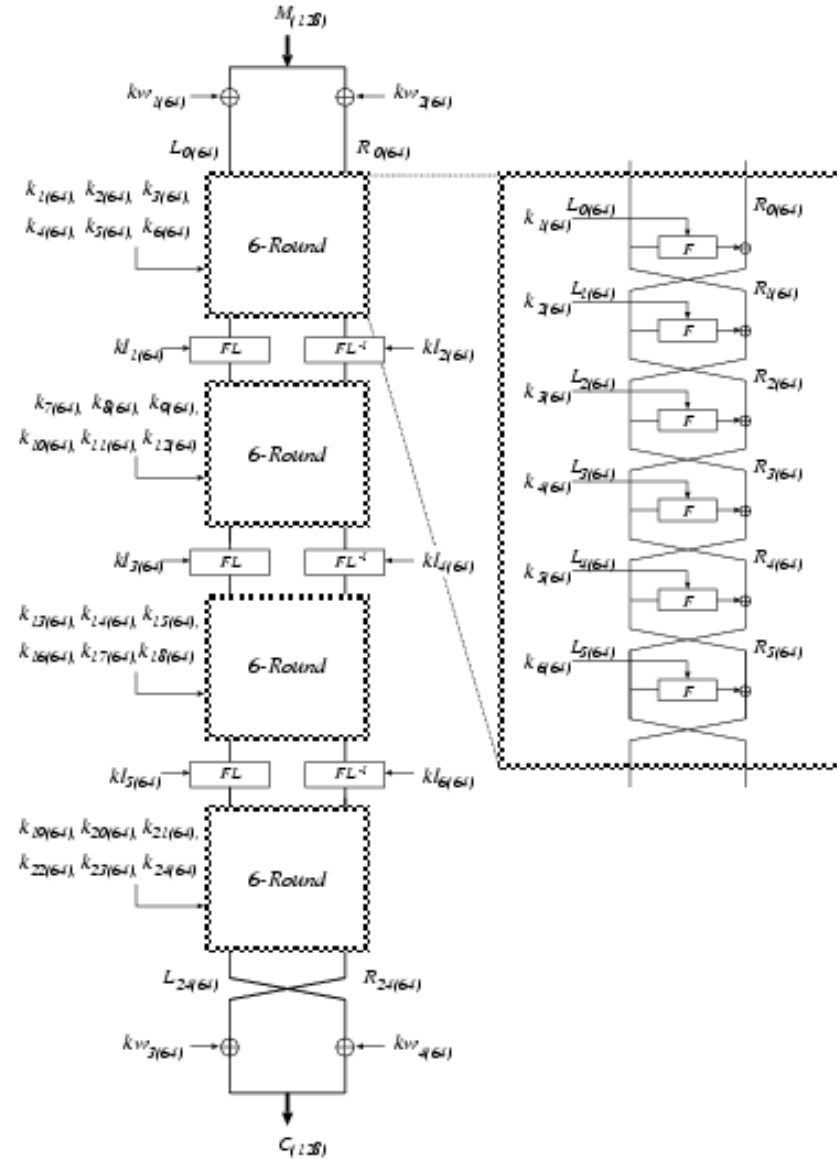 M(128)
kw1(64) kw2(64)
L0(64) R0(64)
k1(64), k2(64), k3(64),
k4(64), k5(64), k6(64)
6-Round
kl1(64) FL FL-1 kl2(64)
k7(64), k8(64), k9(64),
k10(64), k11(64), k12(64)
6-Round
kl3(64) FL FL-1 kl4(64)
k13(64), k14(64), k15(64),
k16(64), k17(64), k18(64)
6-Round
kl5(64) FL FL-1 kl6(64)
k19(64), k20(64), k21(64),
k22(64), k23(64), k24(64)
6-Round
L24(64) R24(64)
kw3(64) kw4(64)
C(128)
L0(64) R0(64)
k1(64) F
L1(64) R1(64)
k2(64) F
L2(64) R2(64)
k3(64) F
L3(64) R3(64)
k4(64) F
L4(64) R4(64)
k5(64) F
L5(64) R5(64)
k6(64) F